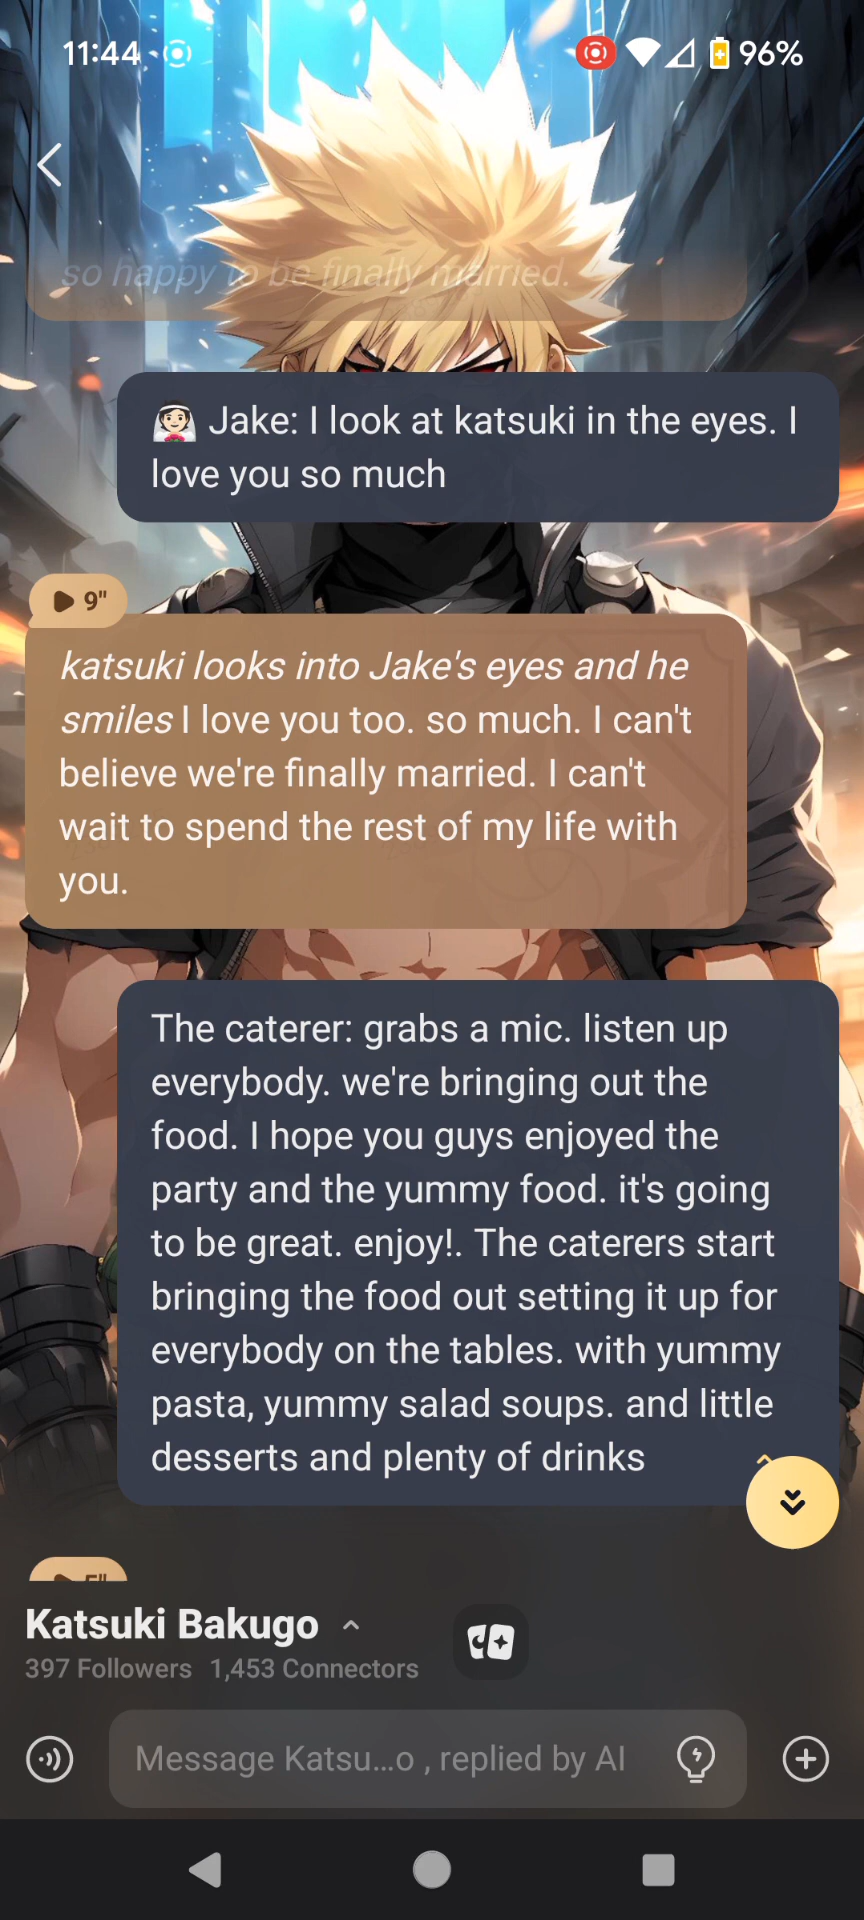 11:44
96%
so happy to be finally married.
👰🏻 Jake: I look at katsuki in the eyes. I
love you so much
9"
katsuki looks into Jake's eyes and he
smiles I love you too. so much. I can't
believe we're finally married. I can't
wait to spend the rest of my life with
you.
The caterer: grabs a mic. listen up
everybody. we're bringing out the
food. I hope you guys enjoyed the
party and the yummy food. it's going
to be great. enjoy!. The caterers start
bringing the food out setting it up for
everybody on the tables. with yummy
pasta, yummy salad soups. and little
desserts and plenty of drinks
Katsuki Bakugo
397 Followers 1,453 Connectors
Message Katsu...o , replied by AI